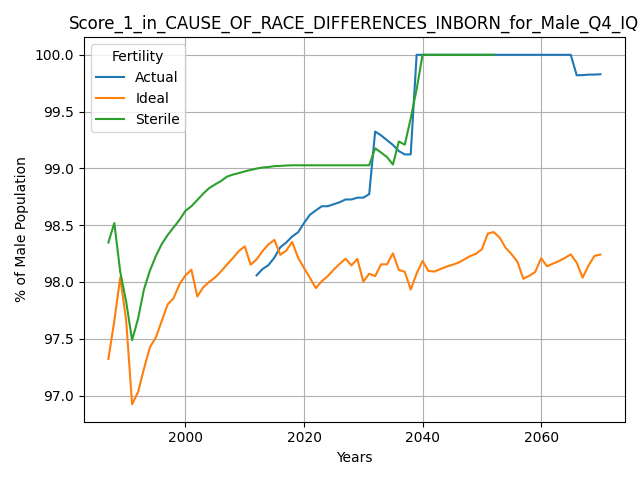 Score_1_in_CAUSE_OF_RACE_DIFFERENCES_INBORN_for_Male_Q4_IQ
Fertility
Actual
Ideal
Sterile
% of Male Population
100.0
99.5
99.0
98.5
98.0
97.5
97.0
2000
2020
2040
2060
Years